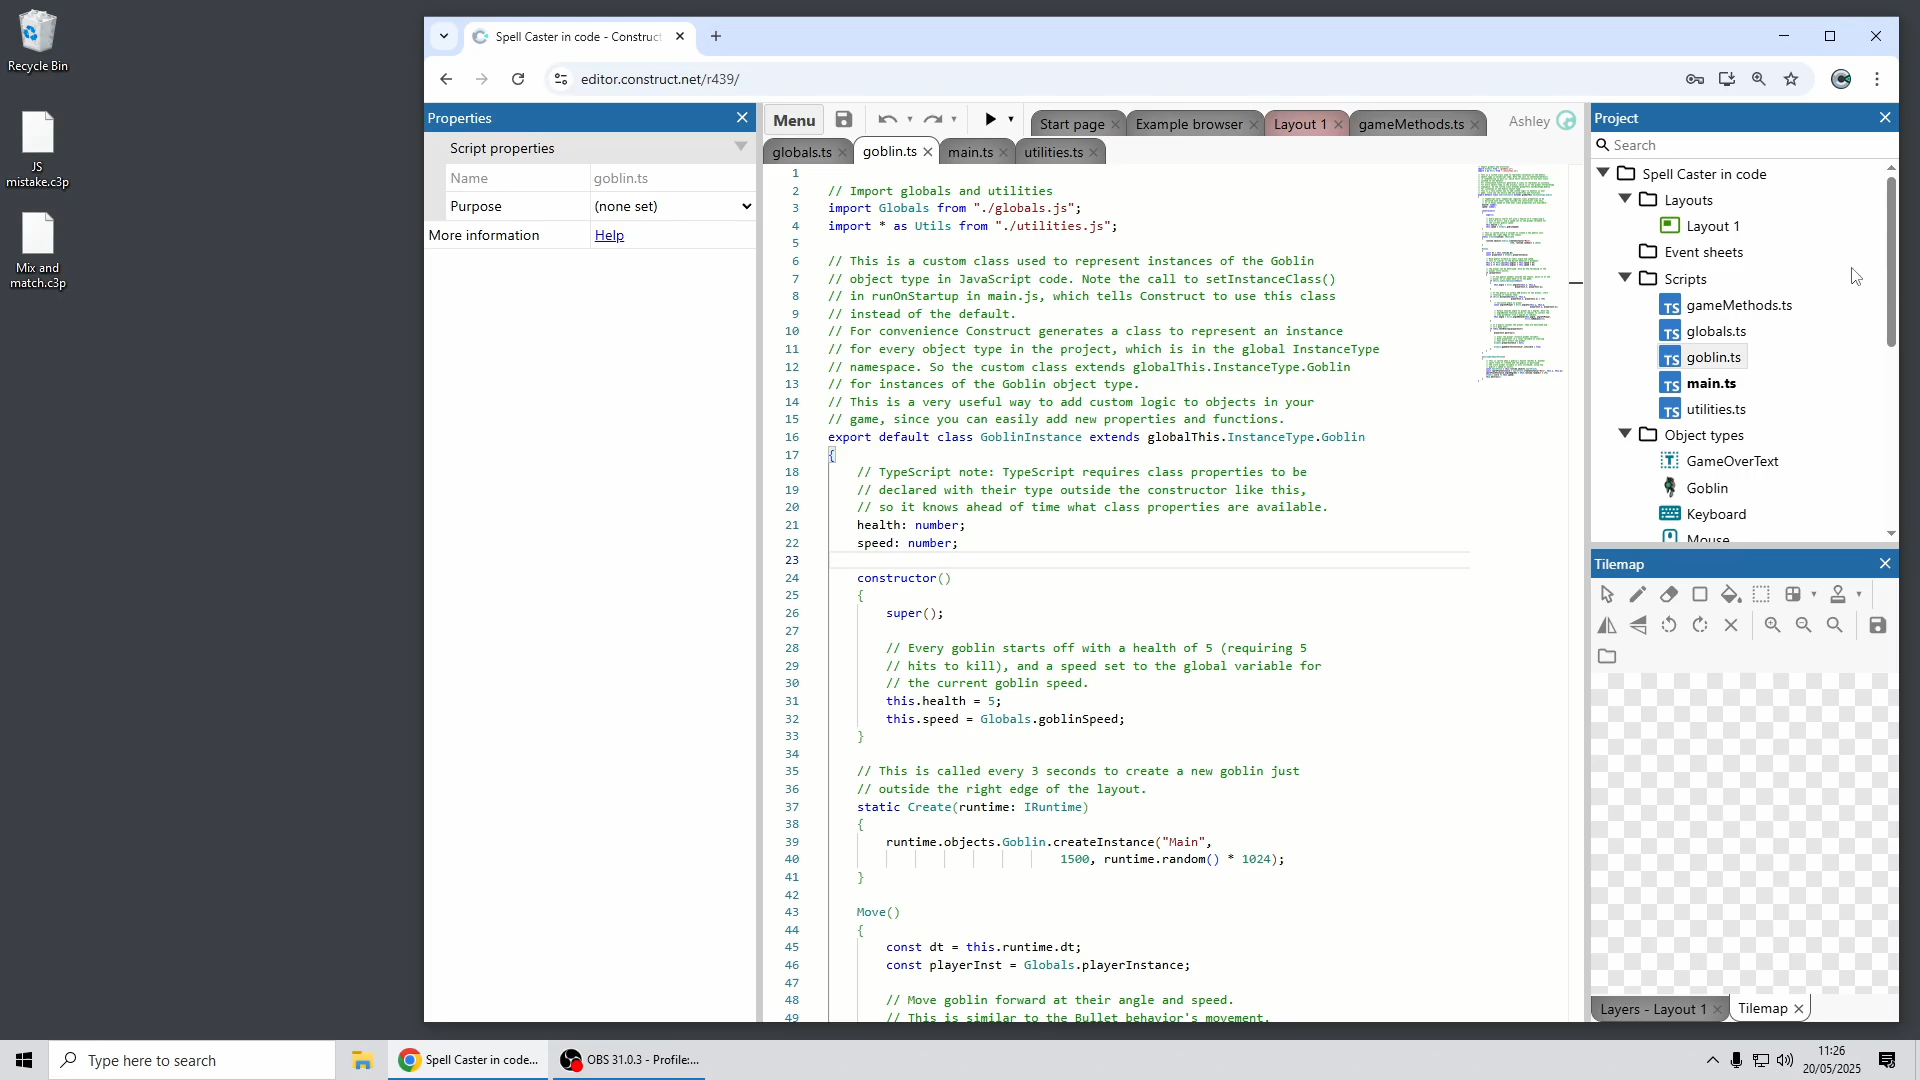 Recycle Bin
JS
mistake.c3p
Mix and
match.c3p
Spell Caster in code - Construct
editor.construct.net/r439/
Properties
Script properties
Name goblin.ts
Purpose (none set)
More information Help
Menu
Start page
Example browser
Layout 1
gameMethods.ts
Ashley
globals.ts
goblin.ts
main.ts
utilities.ts
1
2 // Import globals and utilities
3 import Globals from "./globals.js";
4 import * as Utils from "./utilities.js";
5
6 // This is a custom class used to represent instances of the Goblin
7 // object type in JavaScript code. Note the call to setInstanceClass()
8 // in runOnStartup in main.js, which tells Construct to use this class
9 // instead of the default.
10 // For convenience Construct generates a class to represent an instance
11 // for every object type in the project, which is in the global InstanceType
12 // namespace. So the custom class extends globalThis.InstanceType.Goblin
13 // for instances of the Goblin object type.
14 // This is a very useful way to add custom logic to objects in your
15 // game, since you can easily add new properties and functions.
16 export default class GoblinInstance extends globalThis.InstanceType.Goblin
17 {
18 // TypeScript note: TypeScript requires class properties to be
19 // declared with their type outside the constructor like this,
20 // so it knows ahead of time what class properties are available.
21 health: number;
22 speed: number;
23
24 constructor()
25 {
26 super();
27
28 // Every goblin starts off with a health of 5 (requiring 5
29 // hits to kill), and a speed set to the global variable for
30 // the current goblin speed.
31 this.health = 5;
32 this.speed = Globals.goblinSpeed;
33 }
34
35 // This is called every 3 seconds to create a new goblin just
36 // outside the right edge of the layout.
37 static Create(runtime: IRuntime)
38 {
39 runtime.objects.Goblin.createInstance("Main",
40 1500, runtime.random() * 1024);
41 }
42
43 Move()
44 {
45 const dt = this.runtime.dt;
46 const playerInst = Globals.playerInstance;
47
48 // Move goblin forward at their angle and speed.
49 // This is similar to the Bullet behavior's movement.
Project
Search
Spell Caster in code
Layouts
Layout 1
Event sheets
Scripts
TS gameMethods.ts
TS globals.ts
TS goblin.ts
TS main.ts
TS utilities.ts
Object types
GameOverText
Goblin
Keyboard
Mouse
Tilemap
Layers - Layout 1
Tilemap
Type here to search
Spell Caster in code...
OBS 31.0.3 - Profile:...
11:26
20/05/2025